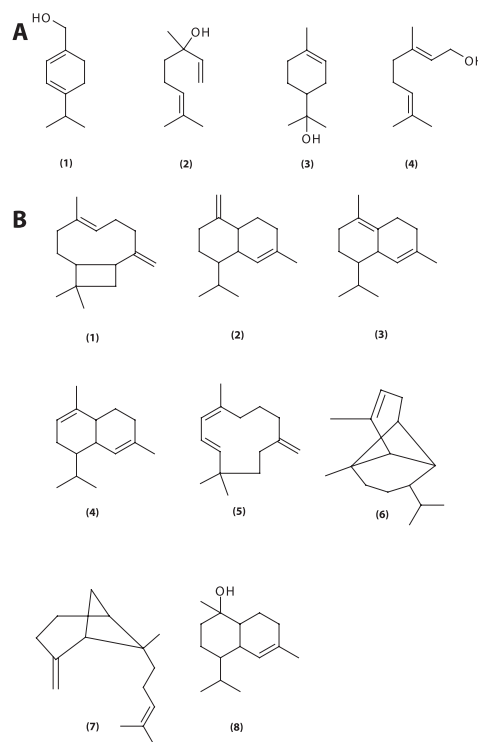 A
HO
OH
OH
OH
(1) (2) (3) (4)
B
(1) (2) (3)
(4) (5) (6)
OH
(7) (8)